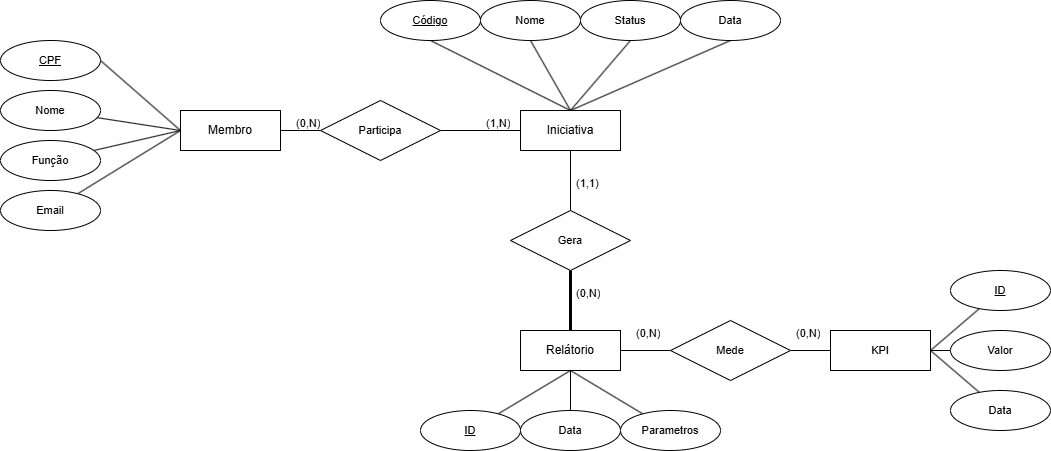 Código
Nome
Status
Data
CPF
Nome
Função
Email
Membro
(0,N)
Participa
(1,N)
Iniciativa
(1,1)
Gera
(0,N)
Relátorio
(0,N)
Mede
(0,N)
KPI
ID
Valor
Data
ID
Data
Parametros